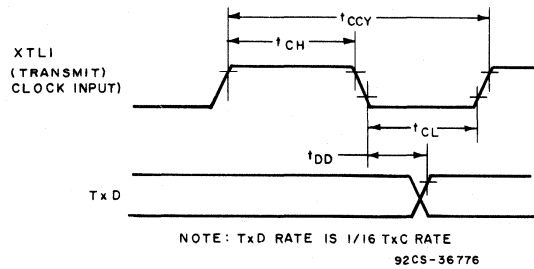 tCCY
tCH
XTLI
(TRANSMIT)
CLOCK INPUT)
tCL
tDD
TxD
NOTE: TxD RATE IS 1/16 TxC RATE
92CS-36776